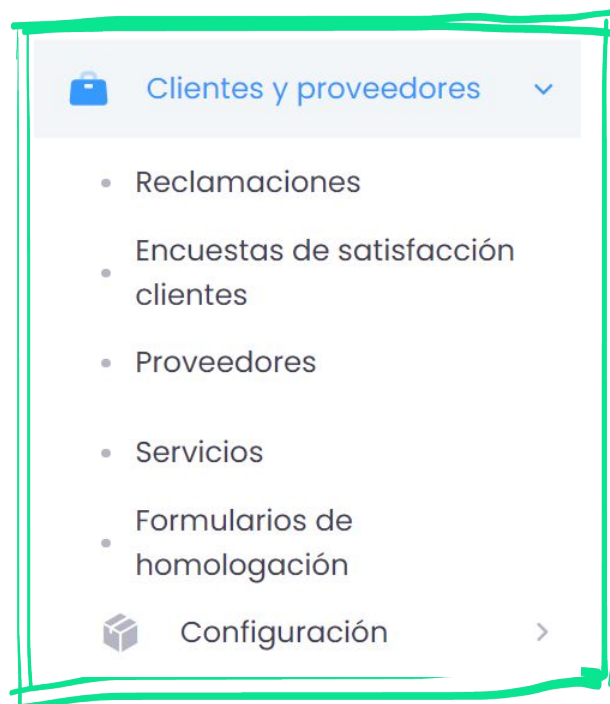 Clientes y proveedores
Reclamaciones
Encuestas de satisfacción
clientes
Proveedores
Servicios
Formularios de
homologación
Configuración